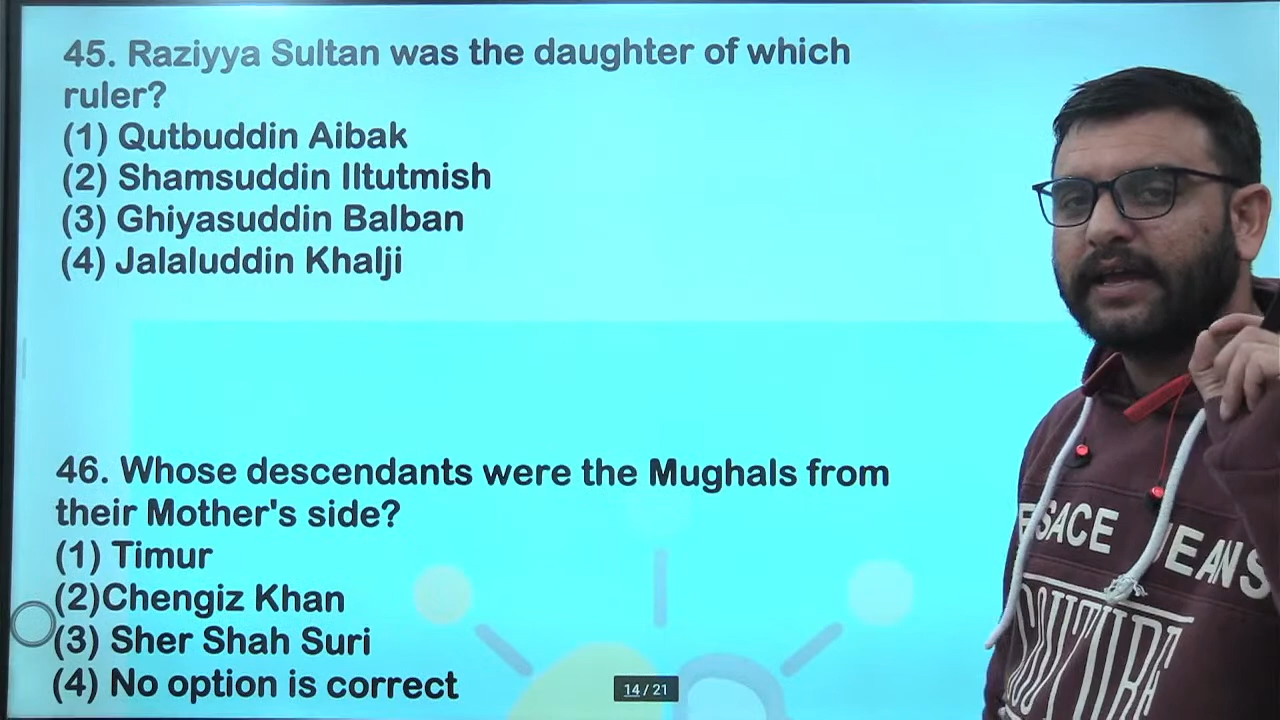 45. Raziyya Sultan was the daughter of which
ruler?
(1) Qutbuddin Aibak
(2) Shamsuddin Iltutmish
(3) Ghiyasuddin Balban
(4) Jalaluddin Khalji
46. Whose descendants were the Mughals from
their Mother's side?
(1) Timur
(2)Chengiz Khan
(3) Sher Shah Suri
(4) No option is correct
14 / 21
JEANS
COUTURE